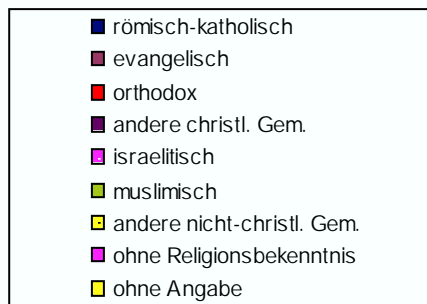 römisch-katholisch
evangelisch
orthodox
andere christl. Gem.
israelitisch
muslimisch
andere nicht-christl. Gem.
ohne Religionsbekenntnis
ohne Angabe